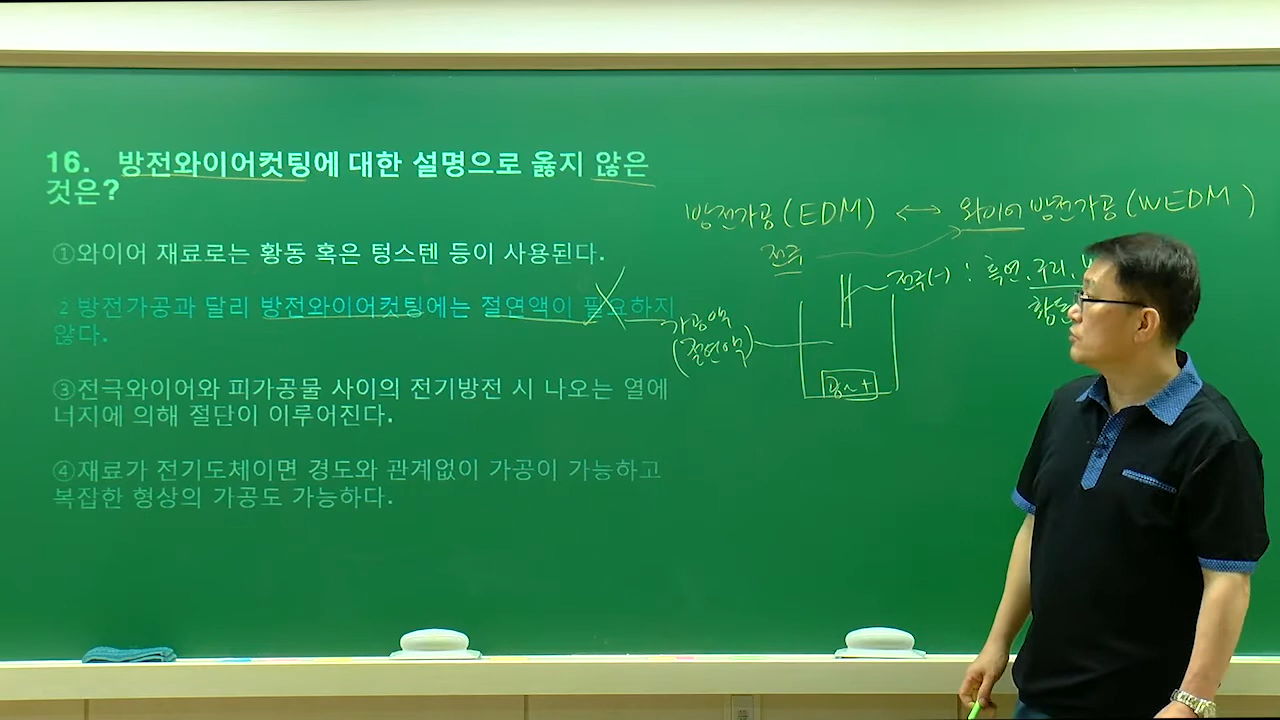 16. 방전와이어컷팅에 대한 설명으로 옳지 않은
것은?
①와이어 재료로는 황동 혹은 텅스텐 등이 사용된다.
2 방전가공과 달리 방전와이어컷팅에는 절연액이 필요하지
않다.
③전극와이어와 피가공물 사이의 전기방전 시 나오는 열에
너지에 의해 절단이 이루어진다.
④재료가 전기도체이면 경도와 관계없이 가공이 가능하고
복잡한 형상의 가공도 가능하다.
방전가공(EDM) ↔ 와이어 방전가공(WEDM)
전극
전극(-) : 흑연, 구리, W
황동
가공액
(절연액)
+